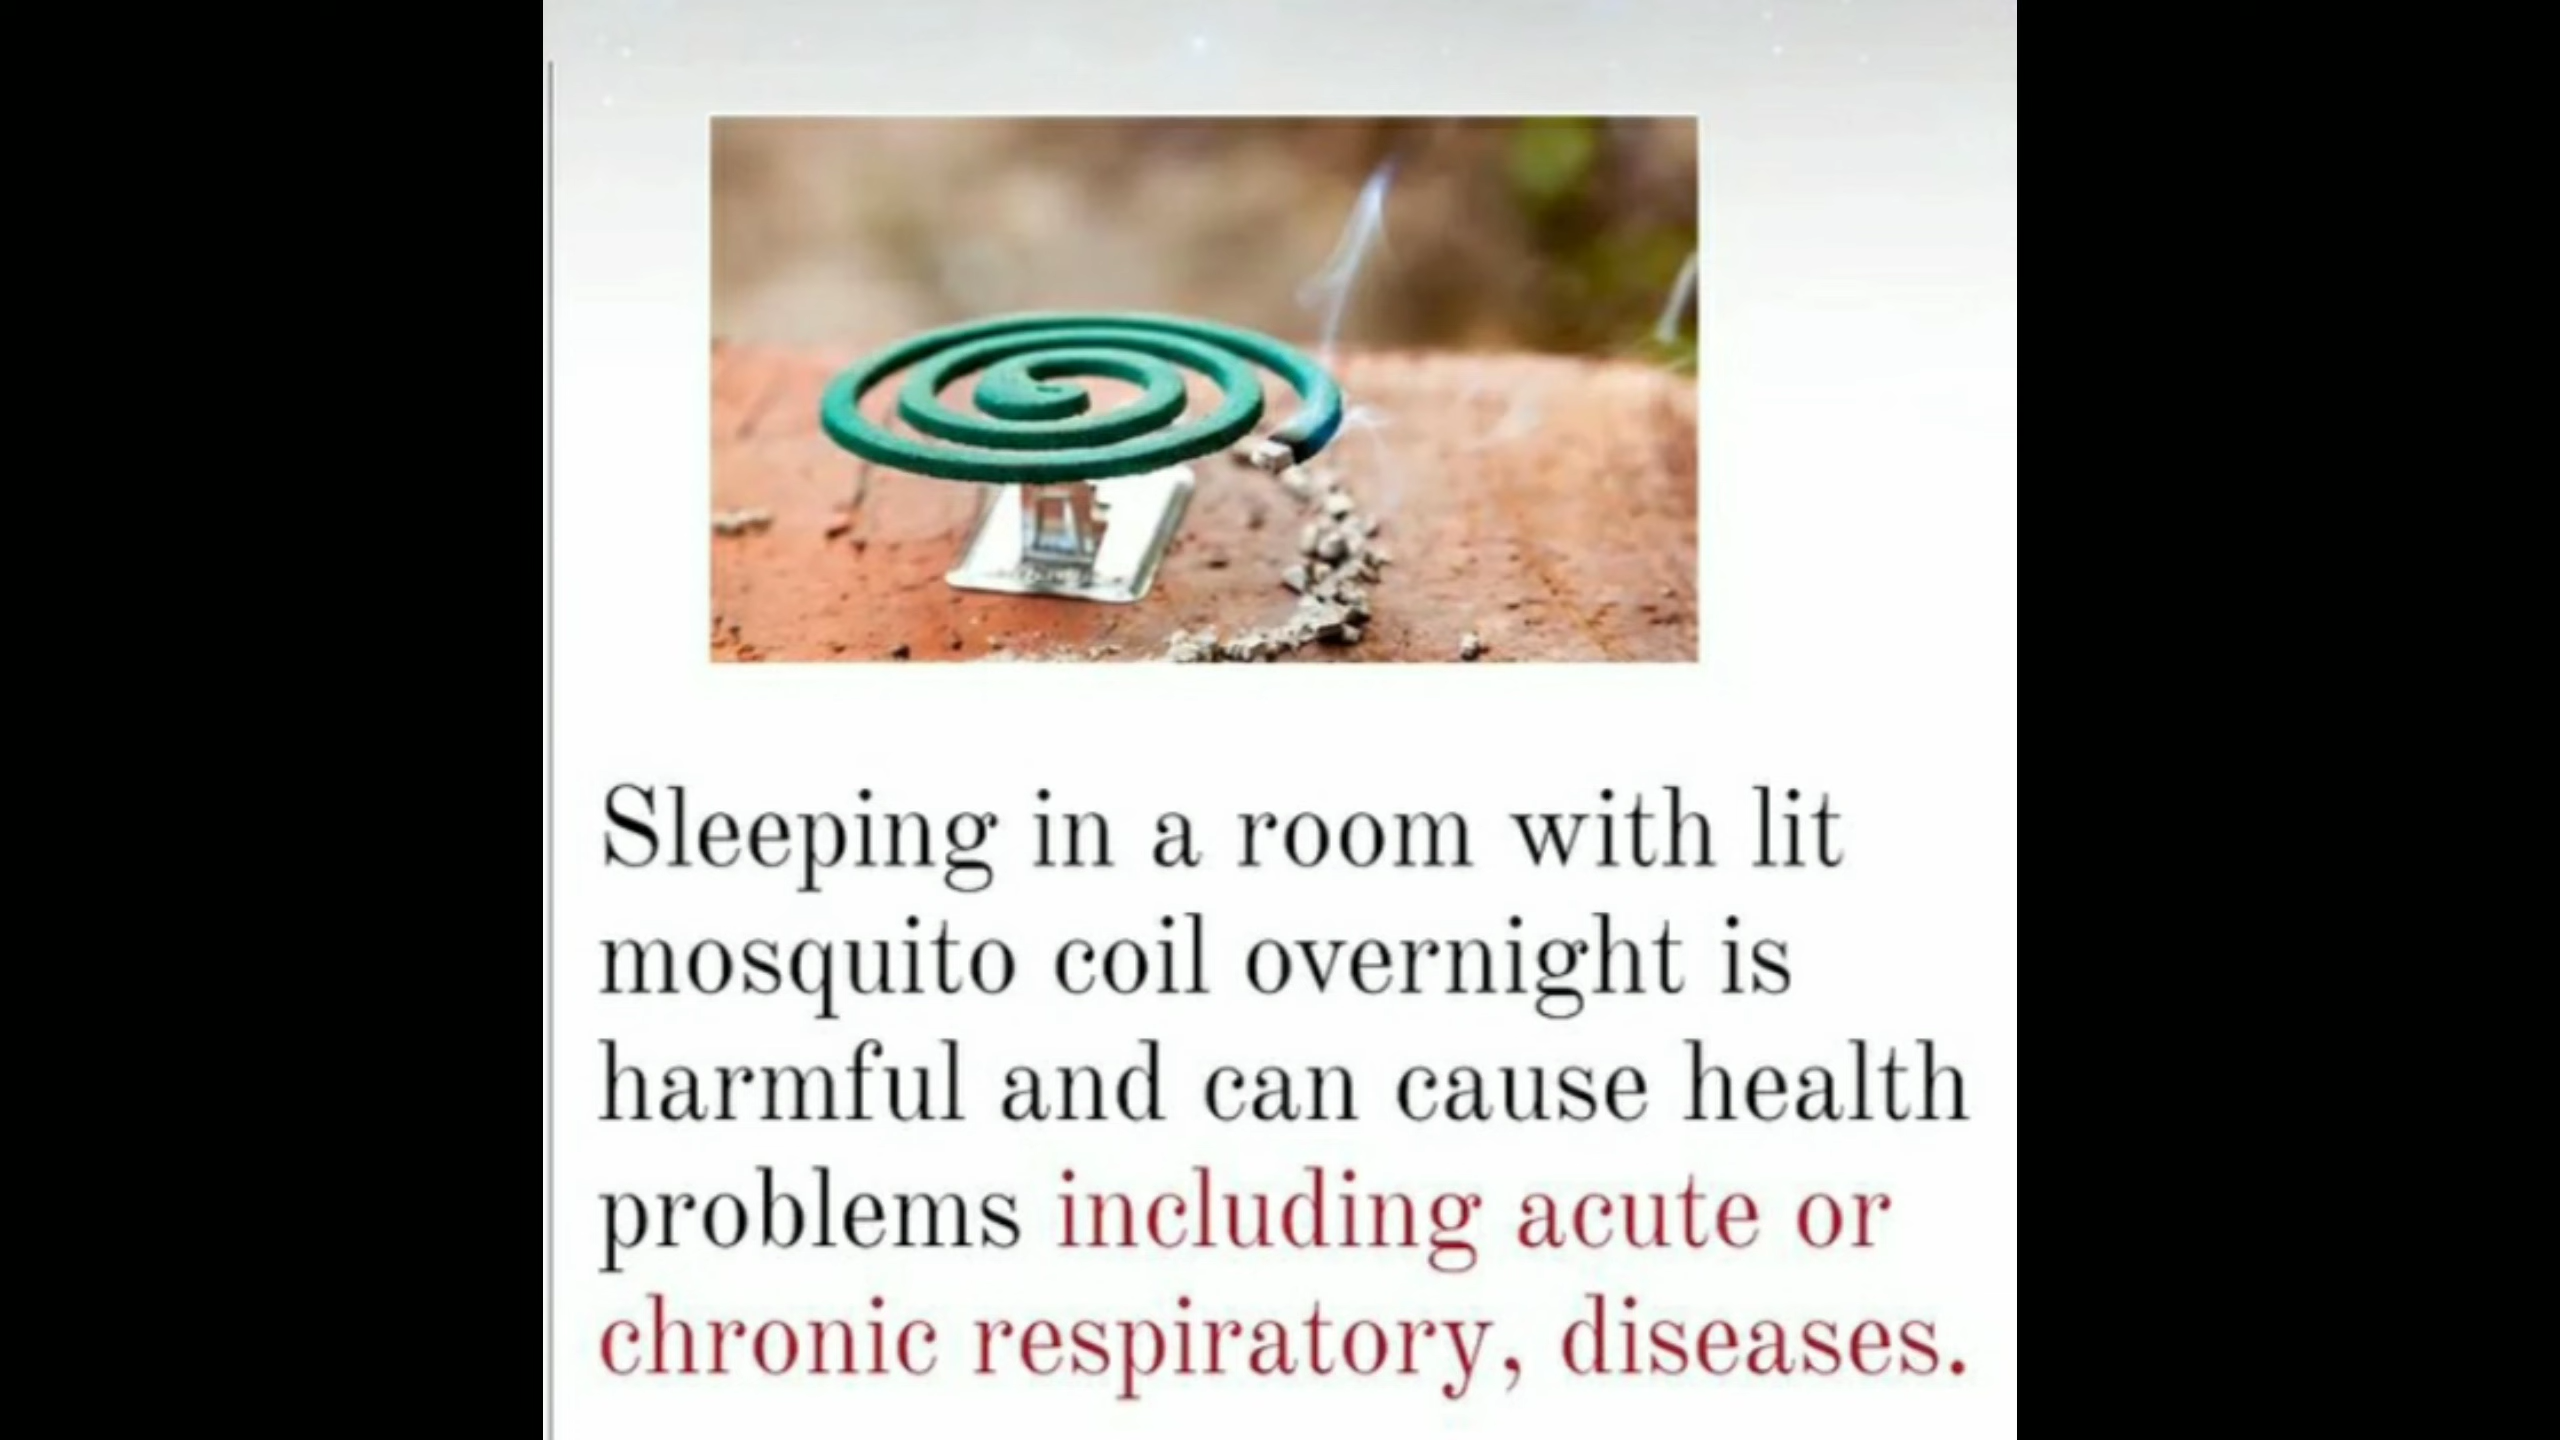 Sleeping in a room with lit
mosquito coil overnight is
harmful and can cause health
problems including acute or
chronic respiratory, diseases.